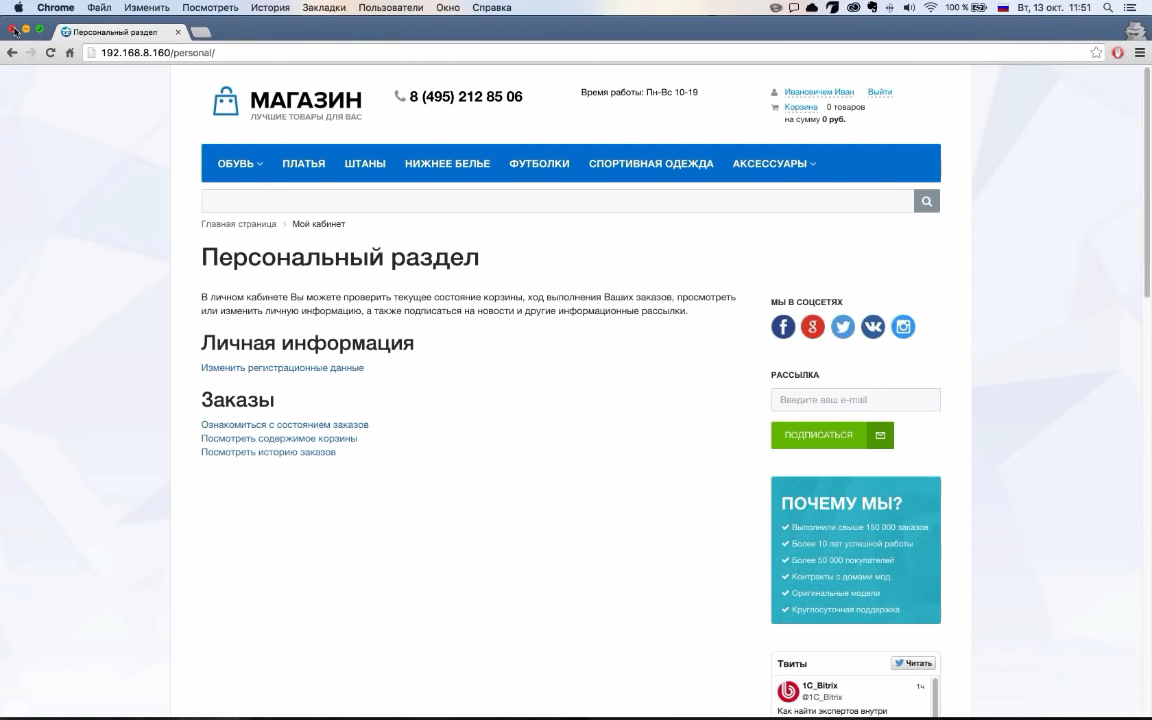 Chrome Файл Изменить Посмотреть История Закладки Пользователи Окно Справка 100 % Вт, 13 окт. 11:51
Персональный раздел
192.168.8.160/personal/
МАГАЗИН
ЛУЧШИЕ ТОВАРЫ ДЛЯ ВАС
8 (495) 212 85 06
Время работы: Пн-Вс 10-19
Ивановичем Иван Выйти
Корзина 0 товаров
на сумму 0 руб.
ОБУВЬ ПЛАТЬЯ ШТАНЫ НИЖНЕЕ БЕЛЬЕ ФУТБОЛКИ СПОРТИВНАЯ ОДЕЖДА АКСЕССУАРЫ
Главная страница > Мой кабинет
Персональный раздел
В личном кабинете Вы можете проверить текущее состояние корзины, ход выполнения Ваших заказов, просмотреть
или изменить личную информацию, а также подписаться на новости и другие информационные рассылки.
Личная информация
Изменить регистрационные данные
Заказы
Ознакомиться с состоянием заказов
Посмотреть содержимое корзины
Посмотреть историю заказов
МЫ В СОЦСЕТЯХ
РАССЫЛКА
Введите ваш e-mail
ПОДПИСАТЬСЯ
ПОЧЕМУ МЫ?
Выполнили свыше 150 000 заказов
Более 10 лет успешной работы
Более 50 000 покупателей
Контракты с домами мод
Оригинальные модели
Круглосуточная поддержка
Твиты
Читать
1C_Bitrix 1ч
@1C_Bitrix
Как найти экспертов внутри